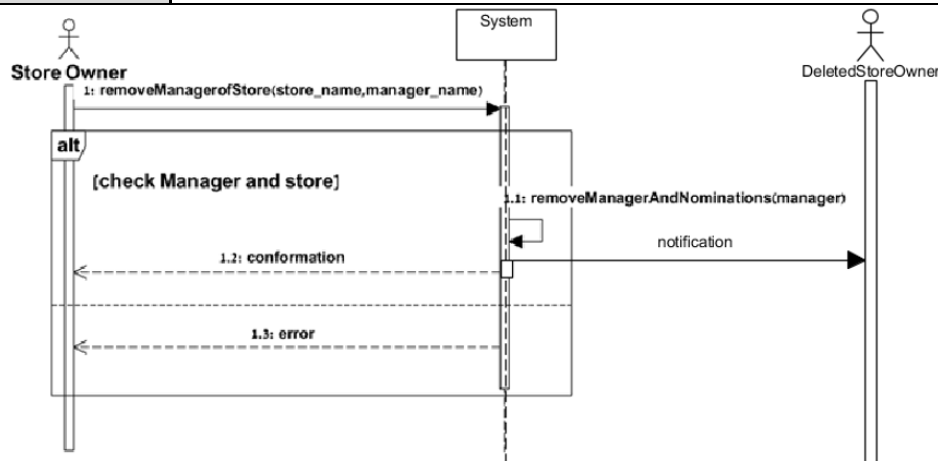 System
Store Owner
DeletedStoreOwner
1: removeManagerofStore(store_name,manager_name)
alt
[check Manager and store]
1.1: removeManagerAndNominations(manager)
notification
1.2: conformation
1.3: error